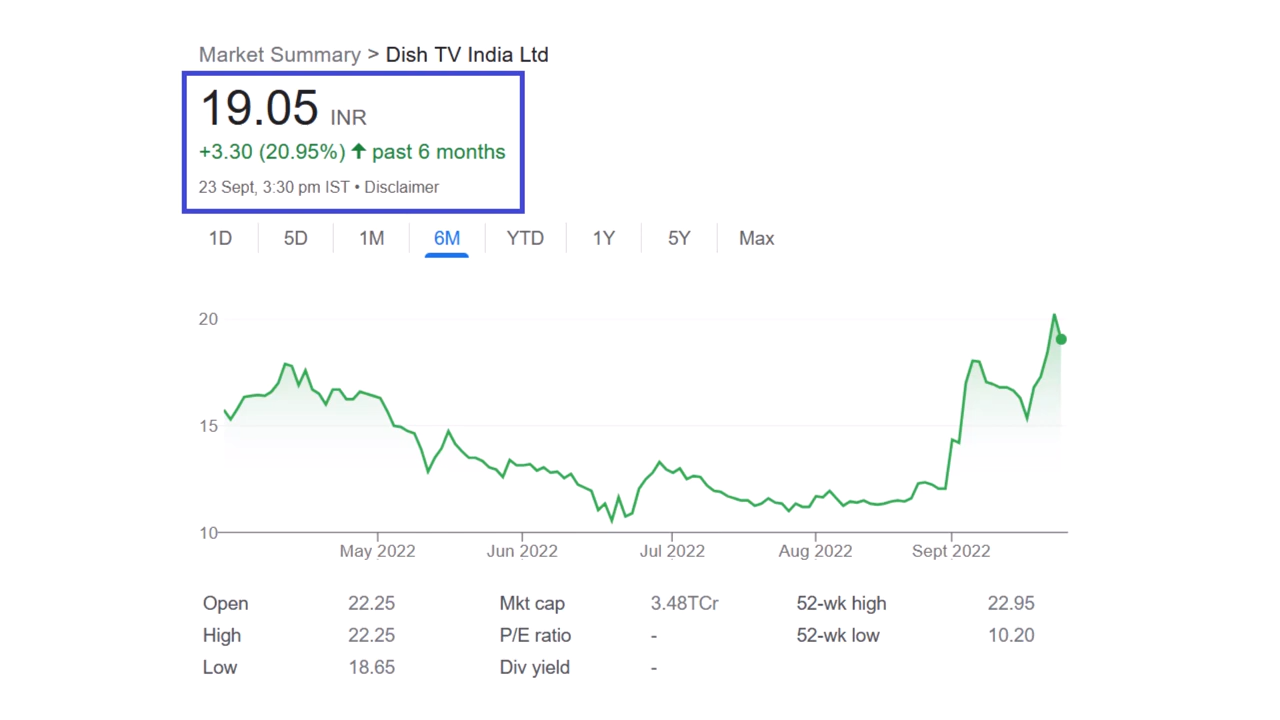 Market Summary > Dish TV India Ltd
19.05 INR
+3.30 (20.95%) ↑ past 6 months
23 Sept, 3:30 pm IST • Disclaimer
1D 5D 1M 6M YTD 1Y 5Y Max
20
15
10
May 2022 Jun 2022 Jul 2022 Aug 2022 Sept 2022
Open 22.25 Mkt cap 3.48TCr 52-wk high 22.95
High 22.25 P/E ratio - 52-wk low 10.20
Low 18.65 Div yield -